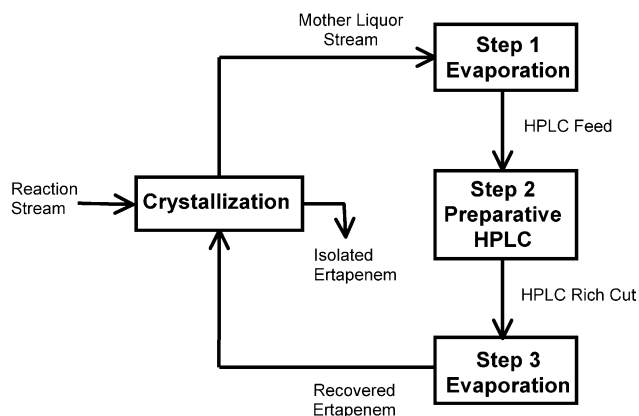 Mother Liquor
Stream
Step 1
Evaporation
HPLC Feed
Reaction
Stream
Crystallization
Isolated
Ertapenem
Step 2
Preparative
HPLC
HPLC Rich Cut
Step 3
Evaporation
Recovered
Ertapenem